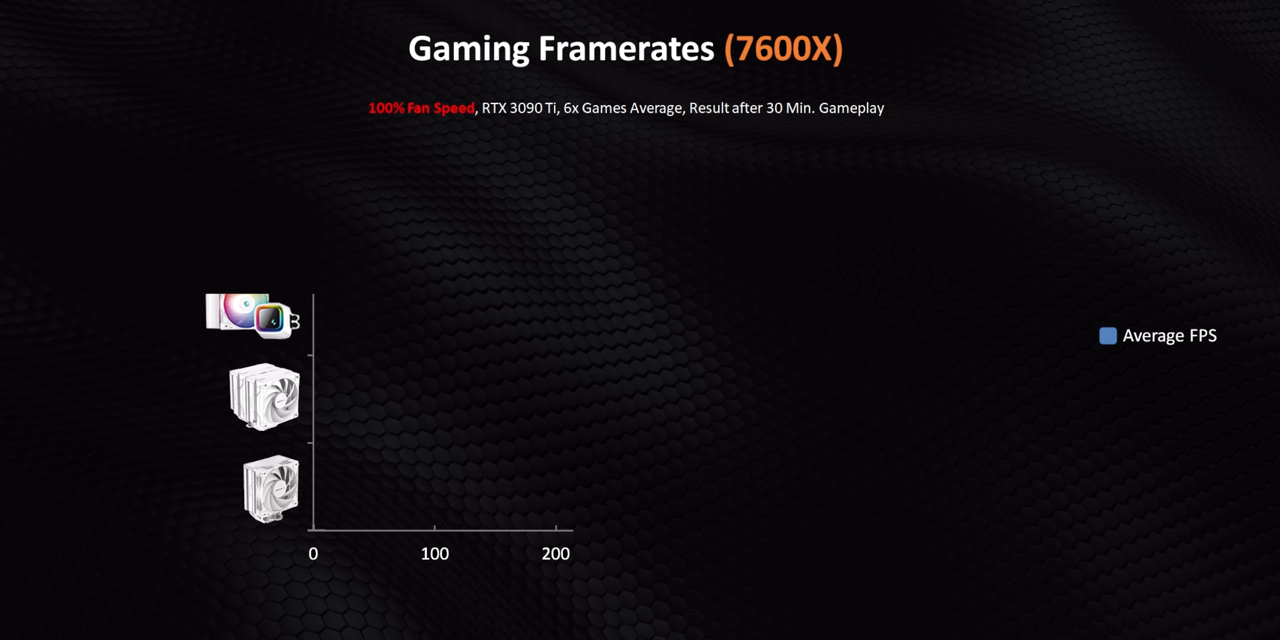 Gaming Framerates (7600X)
100% Fan Speed, RTX 3090 Ti, 6x Games Average, Result after 30 Min. Gameplay
Average FPS
0 100 200